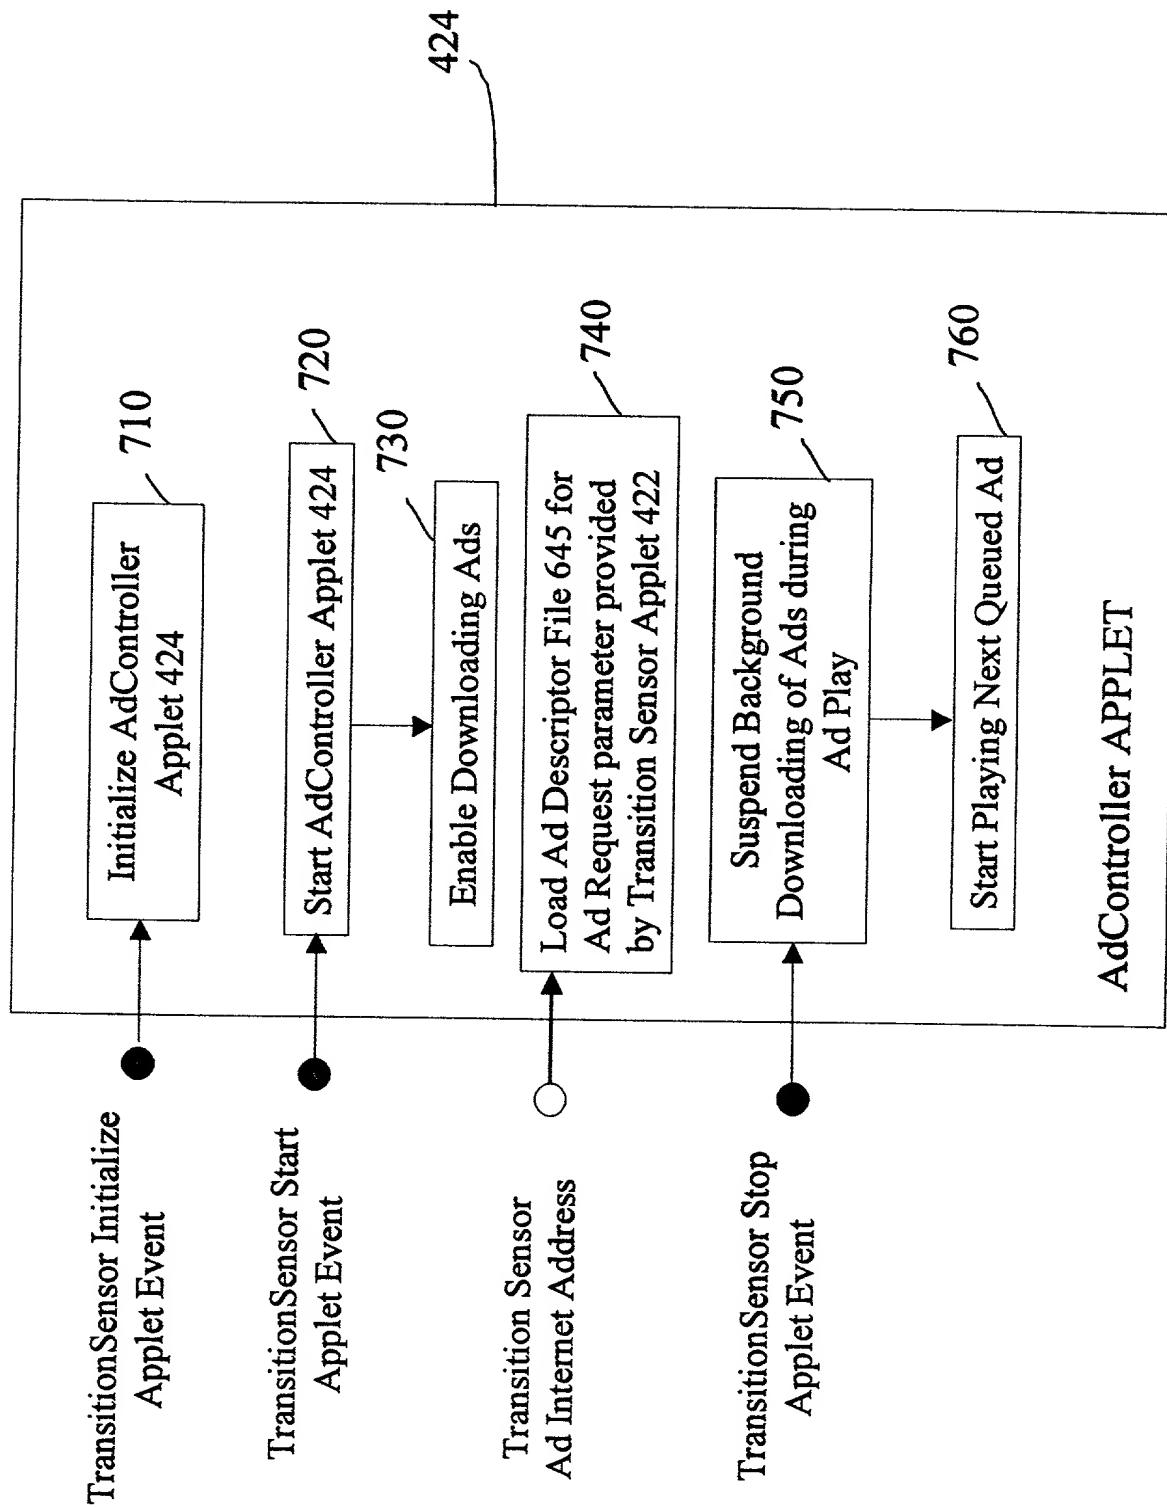 424
TransitionSensor Initialize
Applet Event
Initialize AdController
Applet 424
710
TransitionSensor Start
Applet Event
Start AdController Applet 424
720
Enable Downloading Ads
730
Transition Sensor
Ad Internet Address
Load Ad Descriptor File 645 for
Ad Request parameter provided
by Transition Sensor Applet 422
740
TransitionSensor Stop
Applet Event
Suspend Background
Downloading of Ads during
Ad Play
750
Start Playing Next Queued Ad
760
AdController APPLET